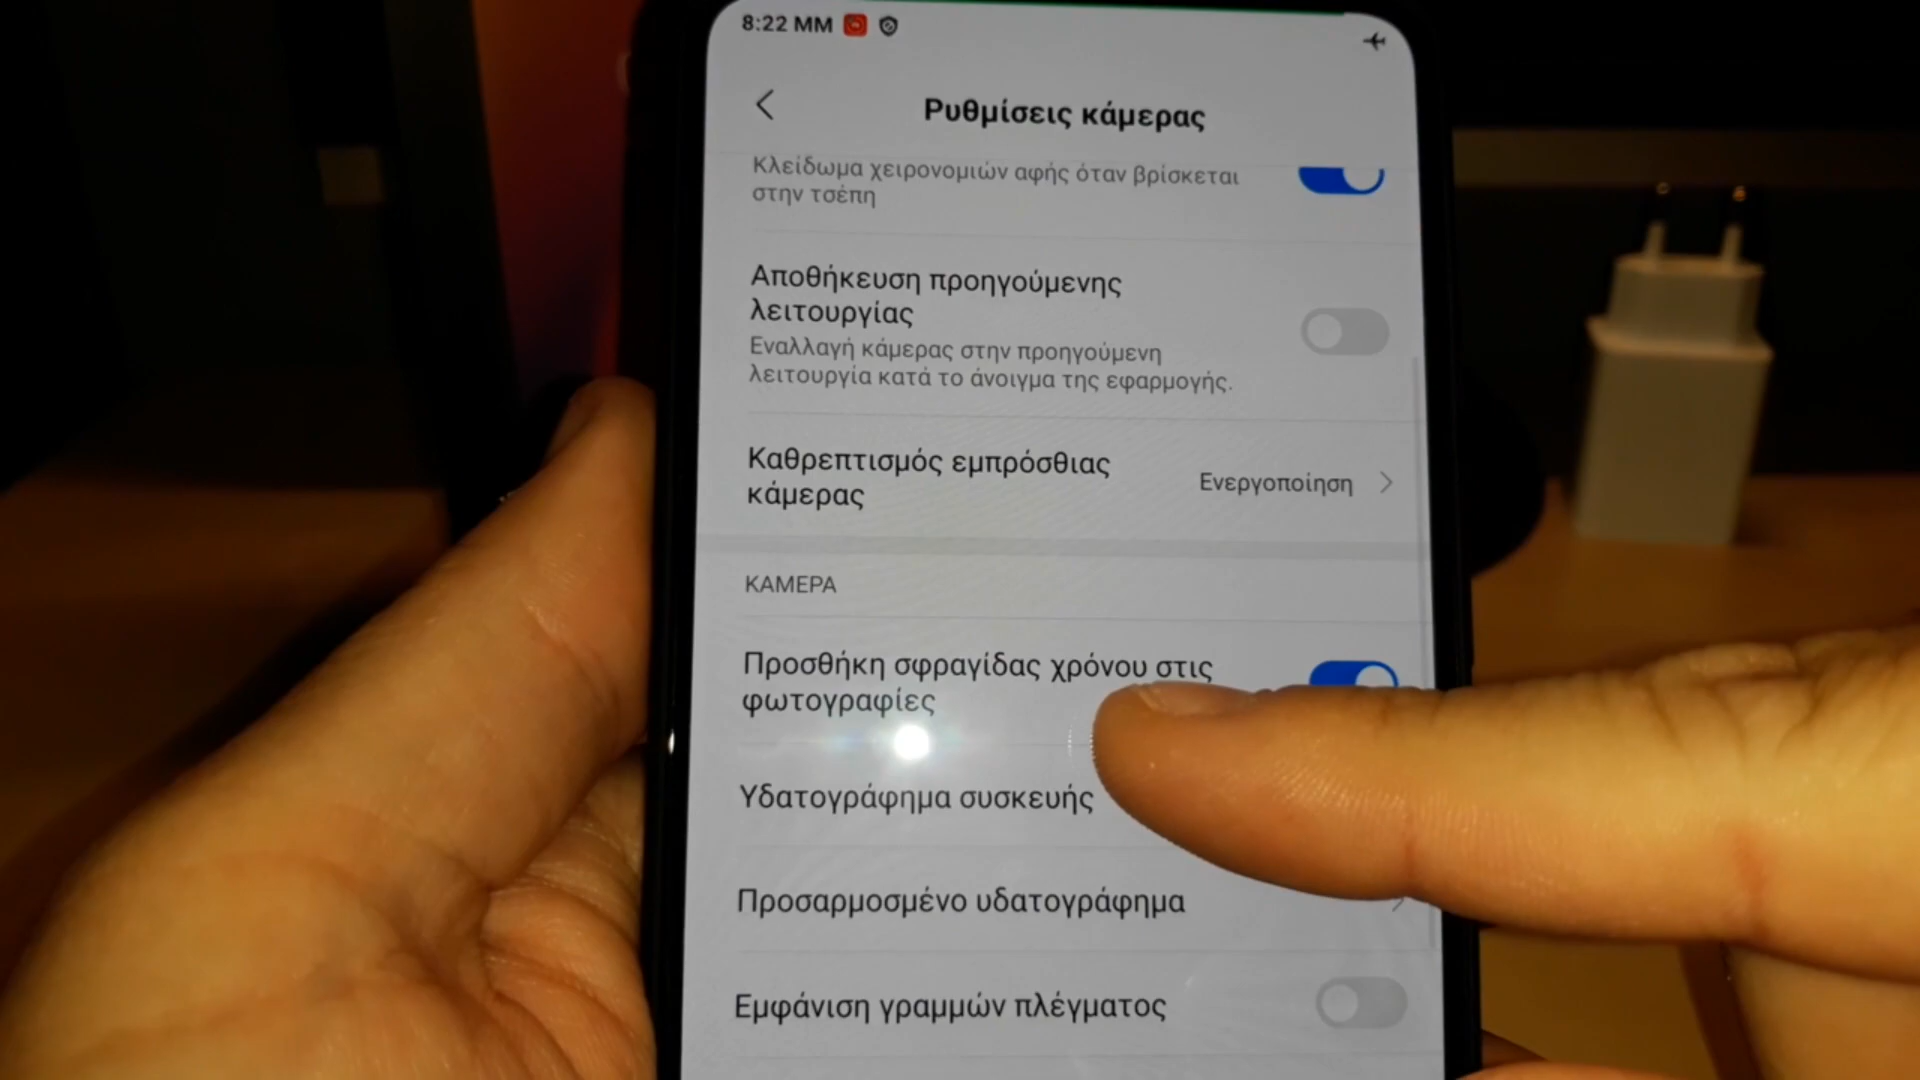 8:22 ΜΜ
Ρυθμίσεις κάμερας
Κλείδωμα χειρονομιών αφής όταν βρίσκεται
στην τσέπη
Αποθήκευση προηγούμενης
λειτουργίας
Εναλλαγή κάμερας στην προηγούμενη
λειτουργία κατά το άνοιγμα της εφαρμογής.
Καθρεπτισμός εμπρόσθιας
κάμερας
Ενεργοποίηση
ΚΑΜΕΡΑ
Προσθήκη σφραγίδας χρόνου στις
φωτογραφίες
Υδατογράφημα συσκευής
Προσαρμοσμένο υδατογράφημα
Εμφάνιση γραμμών πλέγματος